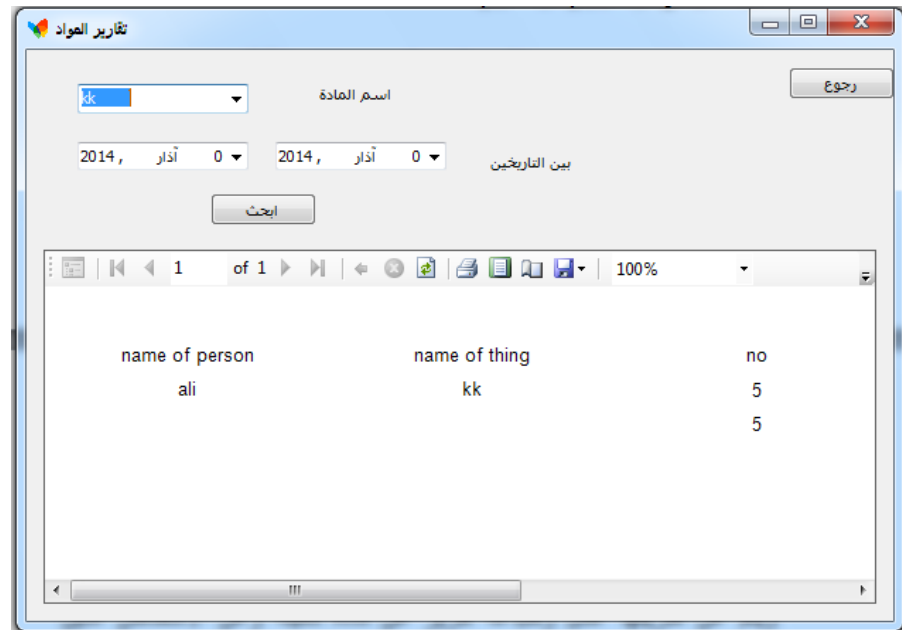 تقارير المواد
رجوع
اسم المادة
kk
بين التاريخين
0 آذار , 2014
0 آذار , 2014
ابحث
1 of 1
100%
name of person name of thing no
ali kk 5
5